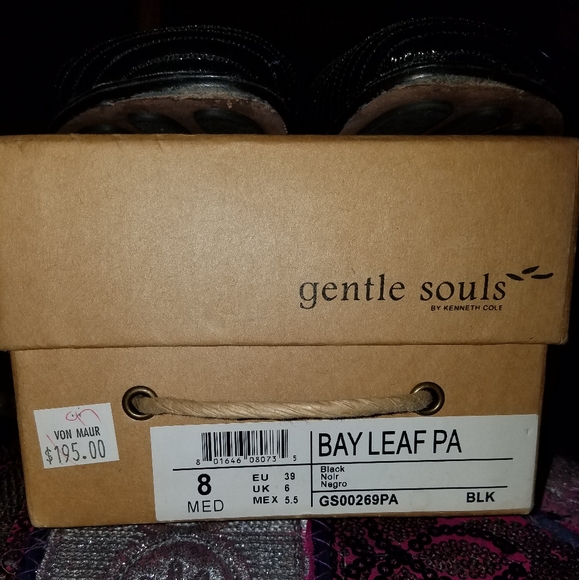 gentle souls
BY KENNETH COLE
VON MAUR
$195.00
8 01646 08073 5
8
MED
EU 39
UK 6
MEX 5.5
BAY LEAF PA
Black
Noir
Negro
GS00269PA BLK